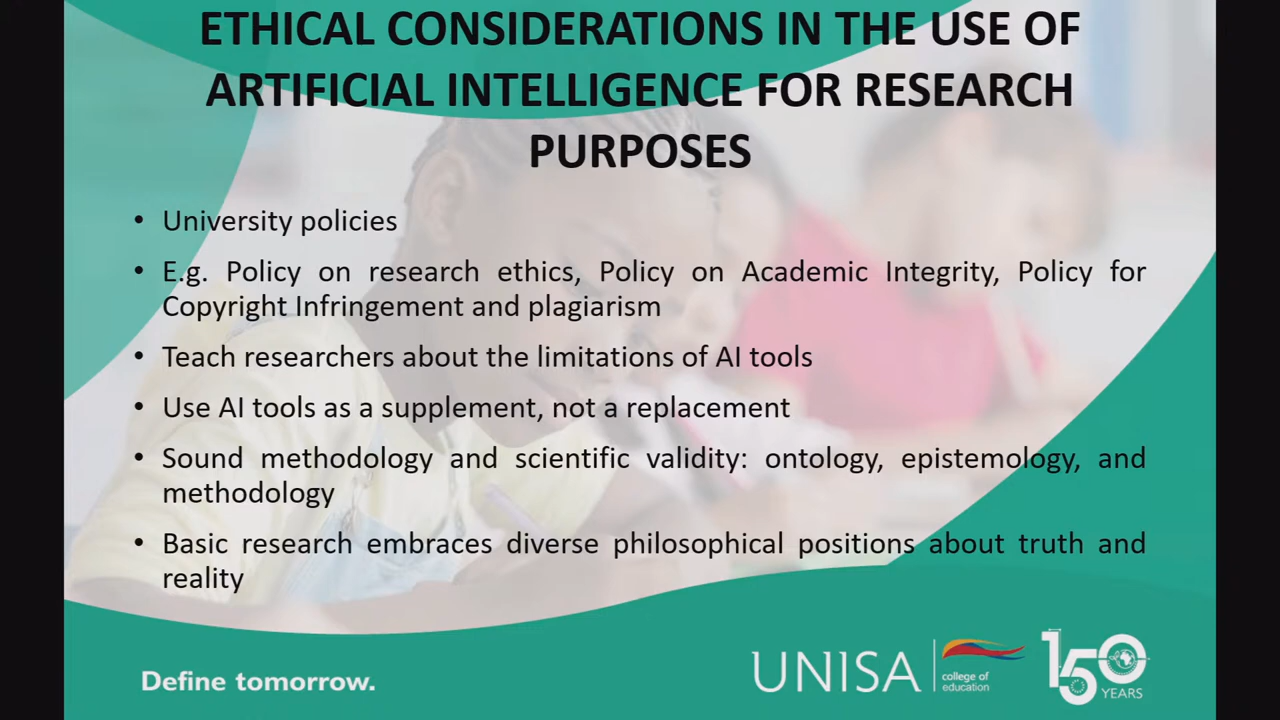 ETHICAL CONSIDERATIONS IN THE USE OF
ARTIFICIAL INTELLIGENCE FOR RESEARCH
PURPOSES
• University policies
• E.g. Policy on research ethics, Policy on Academic Integrity, Policy for
Copyright Infringement and plagiarism
• Teach researchers about the limitations of AI tools
• Use AI tools as a supplement, not a replacement
• Sound methodology and scientific validity: ontology, epistemology, and
methodology
• Basic research embraces diverse philosophical positions about truth and
reality
Define tomorrow.
UNISA
college of
education
150
YEARS